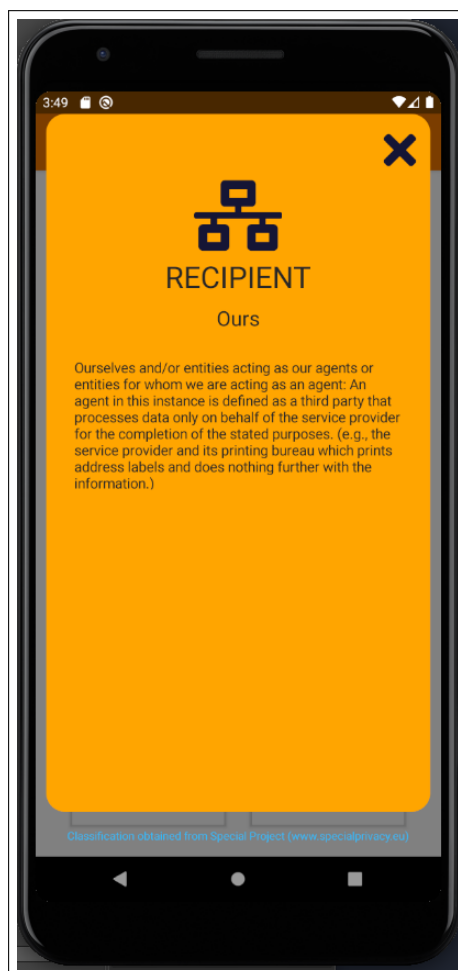 3:49
RECIPIENT
Ours
Ourselves and/or entities acting as our agents or
entities for whom we are acting as an agent: An
agent in this instance is defined as a third party that
processes data only on behalf of the service provider
for the completion of the stated purposes. (e.g., the
service provider and its printing bureau which prints
address labels and does nothing further with the
information.)
Classification obtained from Special Project (www.specialprivacy.eu)